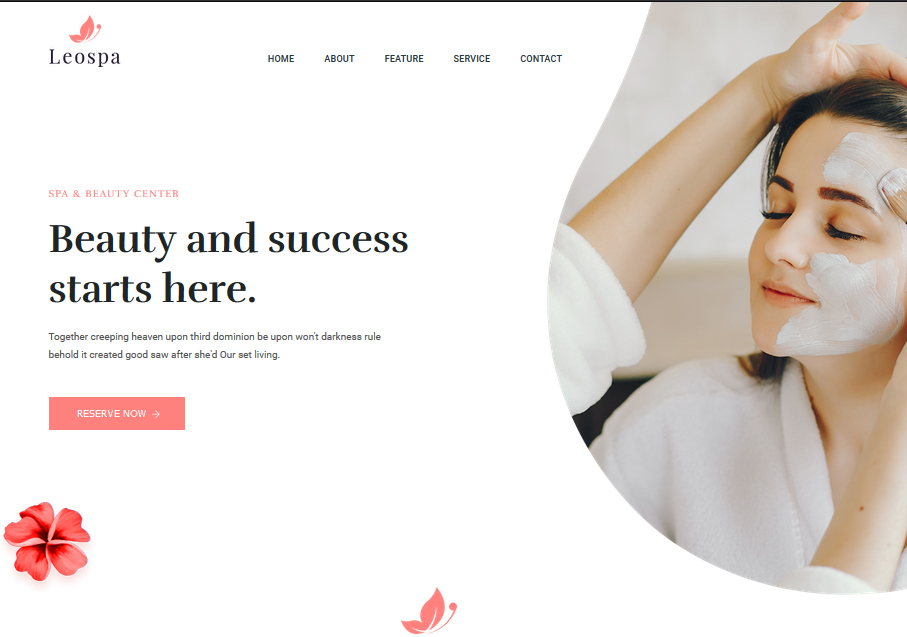 Leospa
HOME ABOUT FEATURE SERVICE CONTACT
SPA & BEAUTY CENTER
Beauty and success
starts here.
Together creeping heaven upon third dominion be upon won't darkness rule
behold it created good saw after she'd Our set living.
RESERVE NOW →